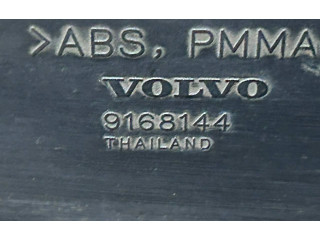 >ABS, PMMA
VOLVO
9168144
THAILAND